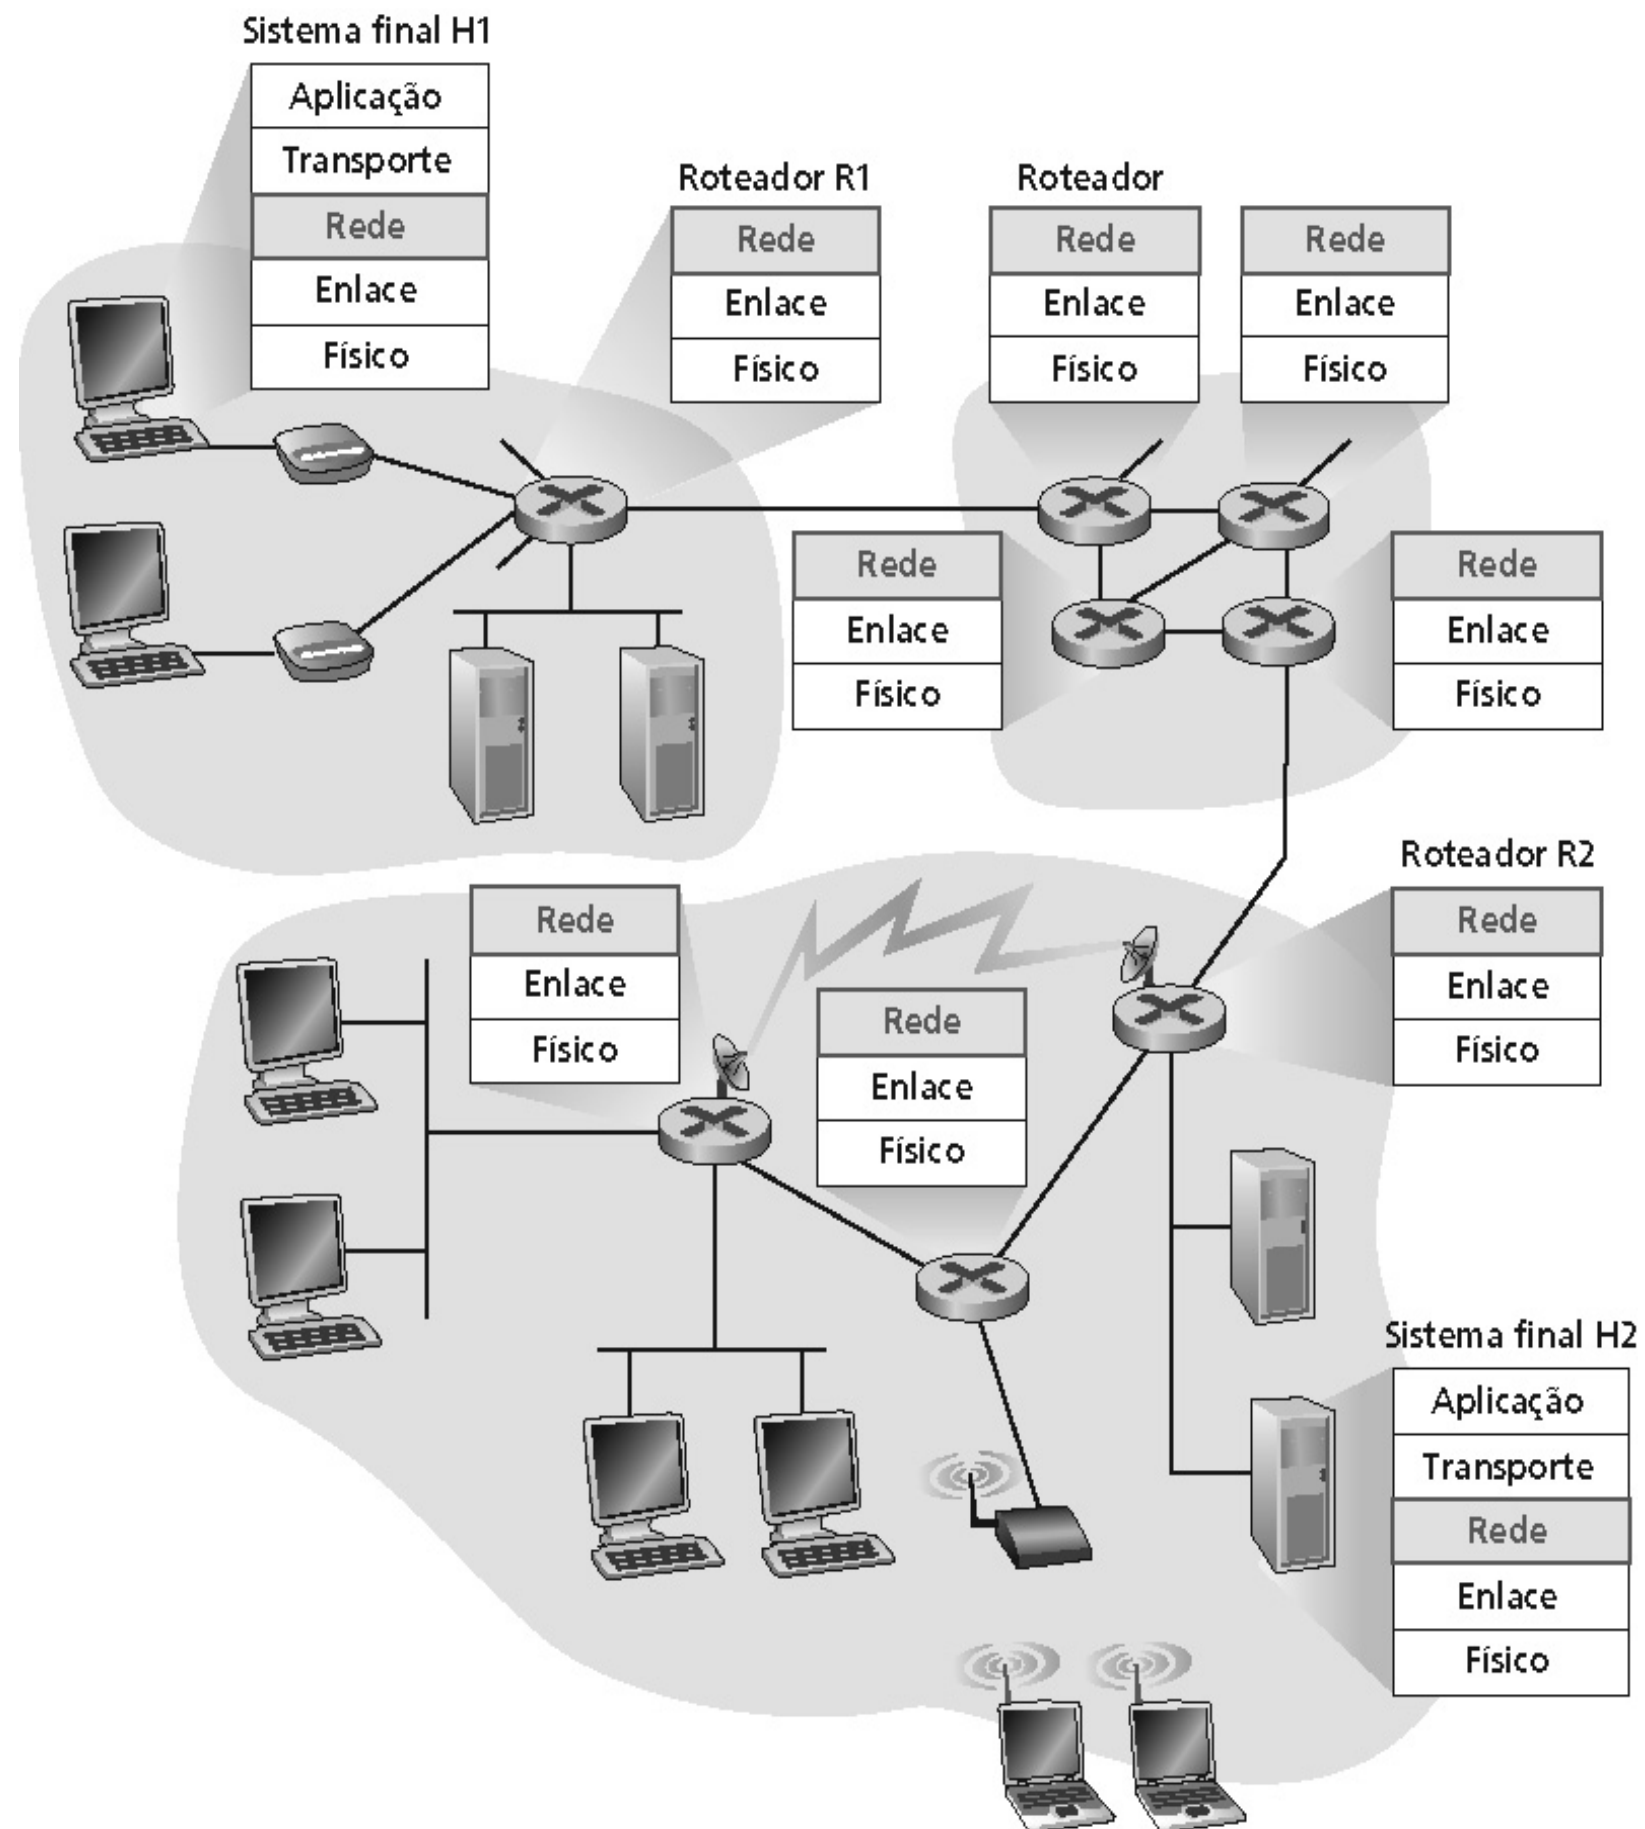 Sistema final H1
Aplicação
Transporte
Rede
Enlace
Físico
Roteador R1
Rede
Enlace
Físico
Roteador
Rede
Enlace
Físico
Rede
Enlace
Físico
Rede
Enlace
Físico
Rede
Enlace
Físico
Roteador R2
Rede
Enlace
Físico
Rede
Enlace
Físico
Rede
Enlace
Físico
Sistema final H2
Aplicação
Transporte
Rede
Enlace
Físico